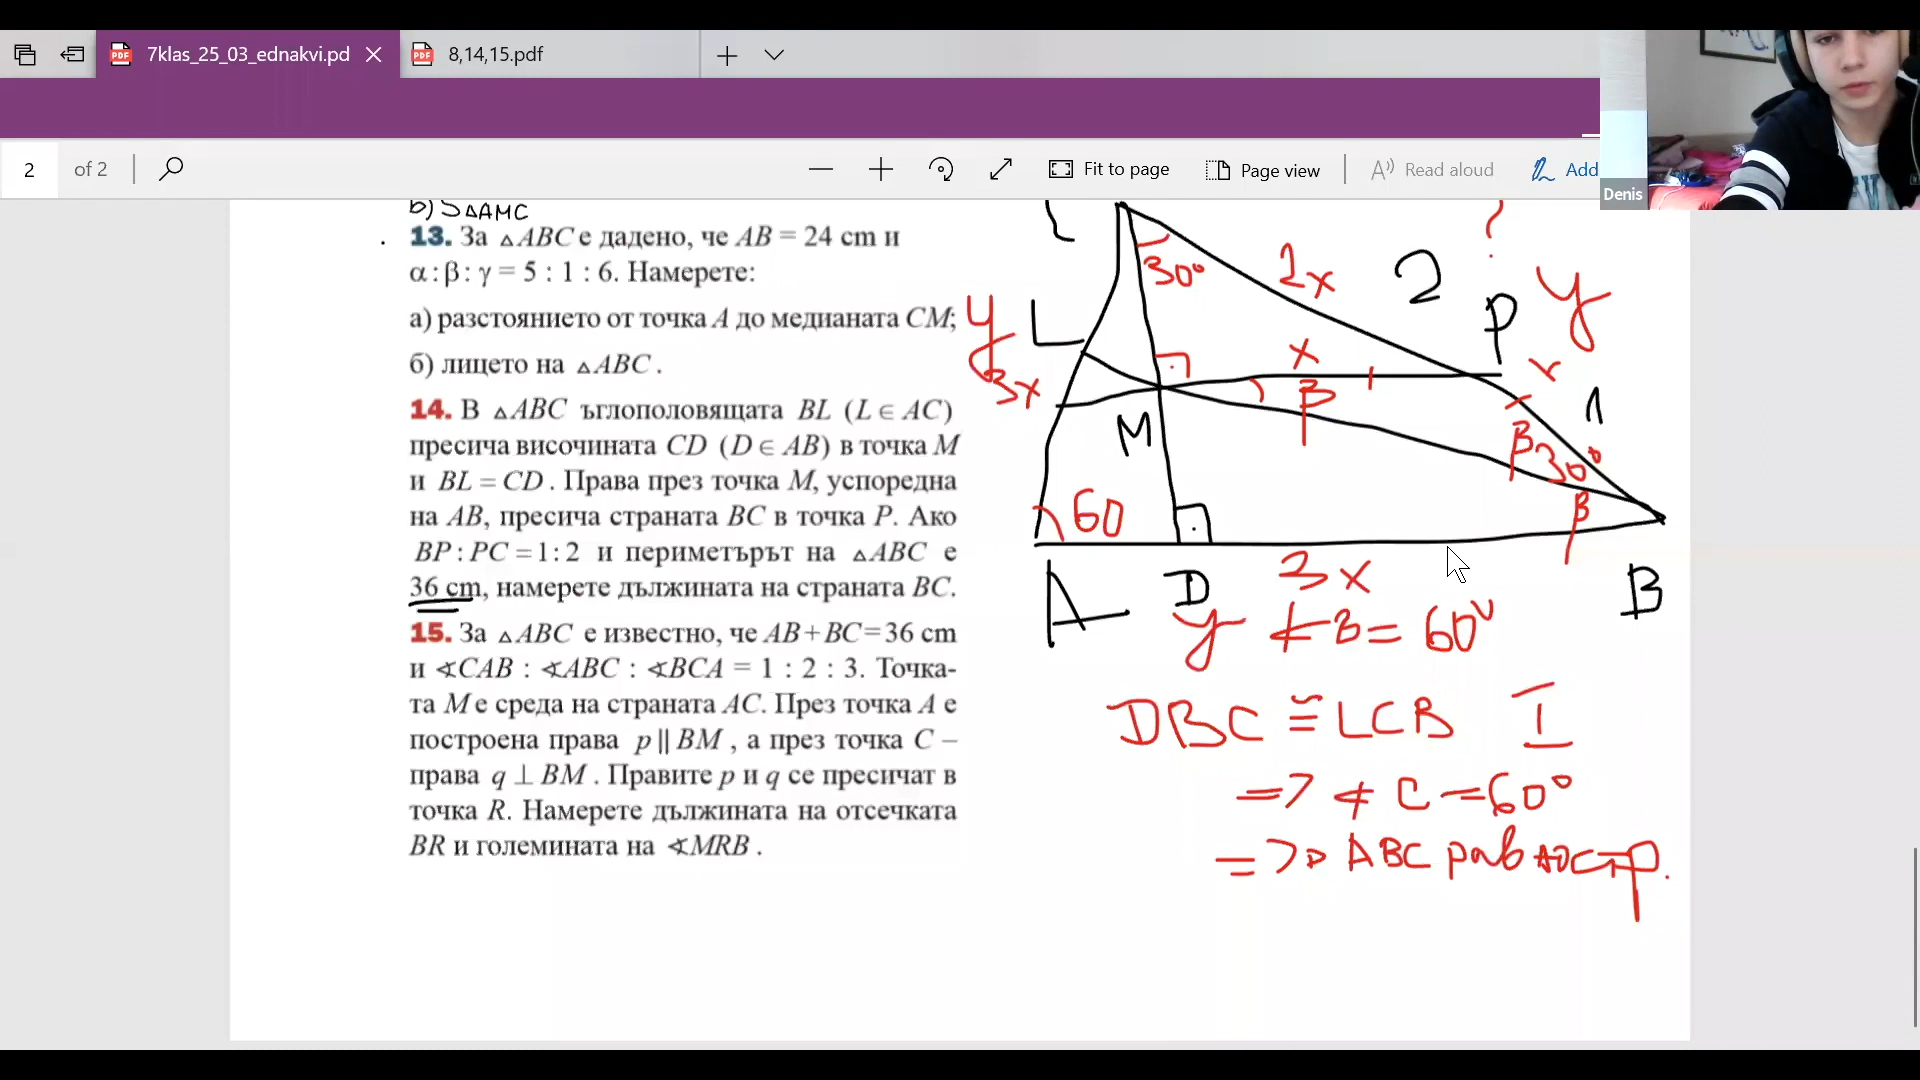 7klas_25_03_ednakvi.pd
8,14,15.pdf
2 of 2
Fit to page
Page view
Read aloud
Add
Denis
b) S△AMC
13. За △ABC е дадено, че AB = 24 cm и
α : β : γ = 5 : 1 : 6. Намерете:
а) разстоянието от точка A до медианата CM;
б) лицето на △ABC .
14. В △ABC ъглополовящата BL (L ∈ AC)
пресича височината CD (D ∈ AB) в точка M
и BL = CD . Права през точка M, успоредна
на AB, пресича страната BC в точка P. Ако
BP : PC = 1 : 2 и периметърът на △ABC е
36 cm, намерете дължината на страната BC.
15. За △ABC е известно, че AB + BC = 36 cm
и ∢CAB : ∢ABC : ∢BCA = 1 : 2 : 3. Точка-
та M е среда на страната AC. През точка A е
построена права p || BM , а през точка C –
права q ⊥ BM . Правите p и q се пресичат в
точка R. Намерете дължината на отсечката
BR и големината на ∢MRB .
?
30° 2x 2 P y
y L
3x x x 1
M β β 30°
60 β
A D 3x B
y ∢B = 60°
DBC ≅ LCB I
=> ∢ C = 60°
=> △ ABC равностр.